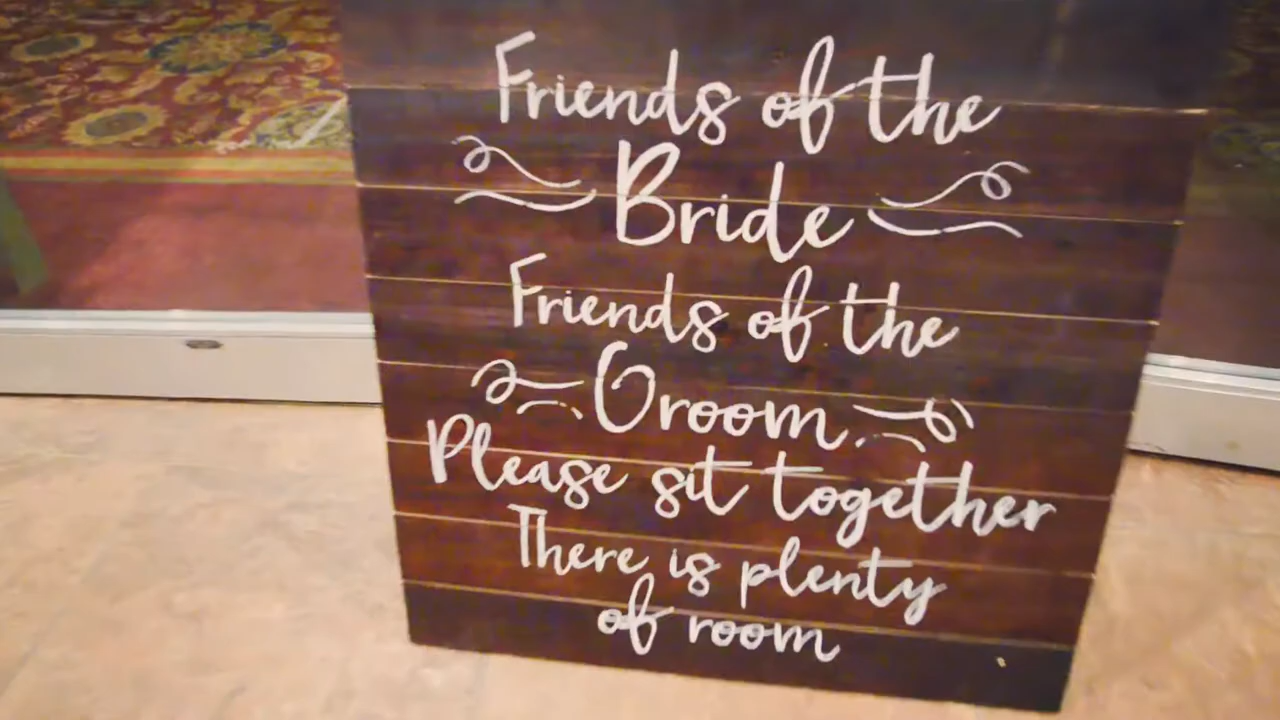 Friends of the
Bride
Friends of the
Groom
Please sit together
There is plenty
of room